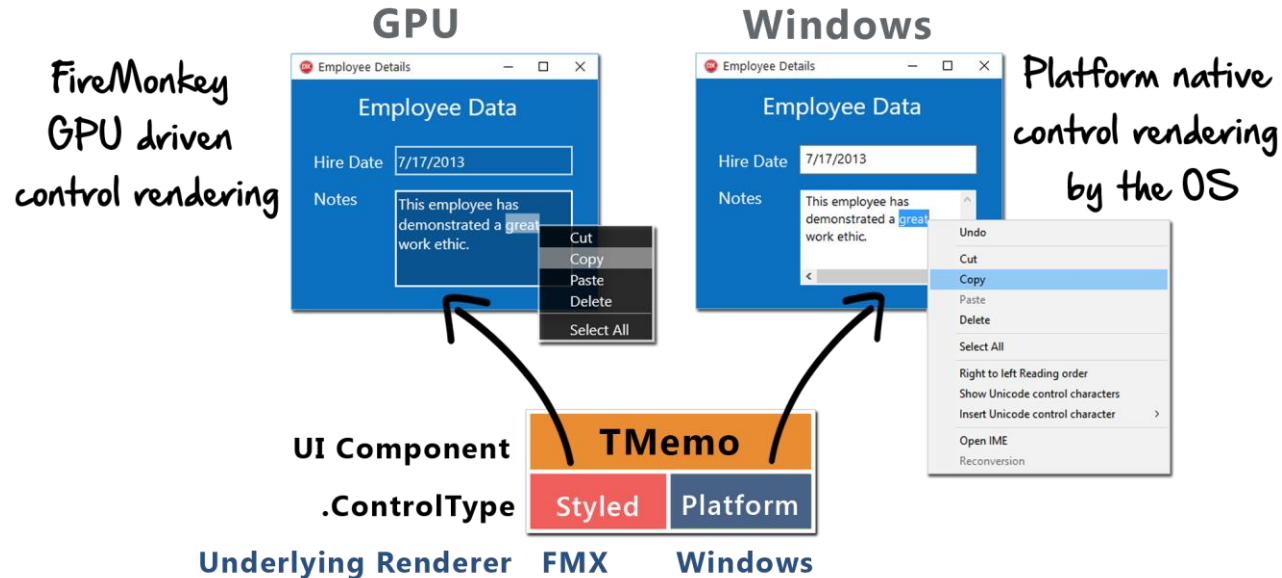 GPU
Windows
FireMonkey
GPU driven
control rendering
Employee Details
Employee Data
Hire Date
7/17/2013
Notes
This employee has
demonstrated a great
work ethic.
Cut
Copy
Paste
Delete
Select All
Employee Details
Employee Data
Hire Date
7/17/2013
Notes
This employee has
demonstrated a great
work ethic.
Undo
Cut
Copy
Paste
Delete
Select All
Right to left Reading order
Show Unicode control characters
Insert Unicode control character
Open IME
Reconversion
Platform native
control rendering
by the OS
UI Component
TMemo
.ControlType
Styled
Platform
Underlying Renderer
FMX
Windows